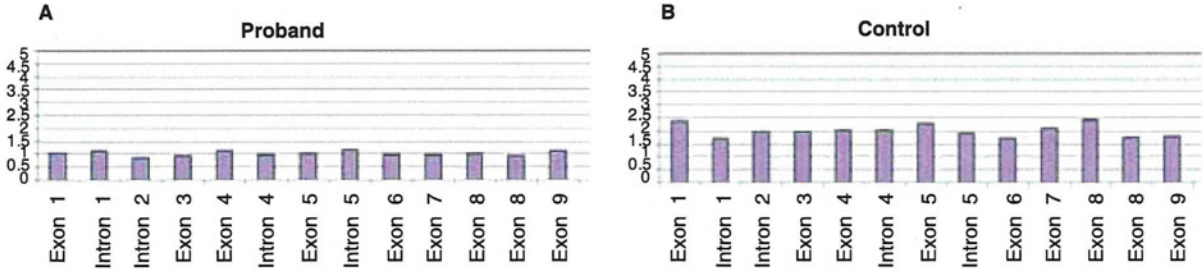 A
Proband
5
4.5
4
3.5
3
2.5
2
1.5
1
0.5
0
Exon 1
Intron 1
Intron 2
Exon 3
Exon 4
Intron 4
Exon 5
Intron 5
Exon 6
Exon 7
Exon 8
Exon 8
Exon 9
B
Control
5
4.5
4
3.5
3
2.5
2
1.5
1
0.5
0
Exon 1
Intron 1
Intron 2
Exon 3
Exon 4
Intron 4
Exon 5
Intron 5
Exon 6
Exon 7
Exon 8
Exon 8
Exon 9